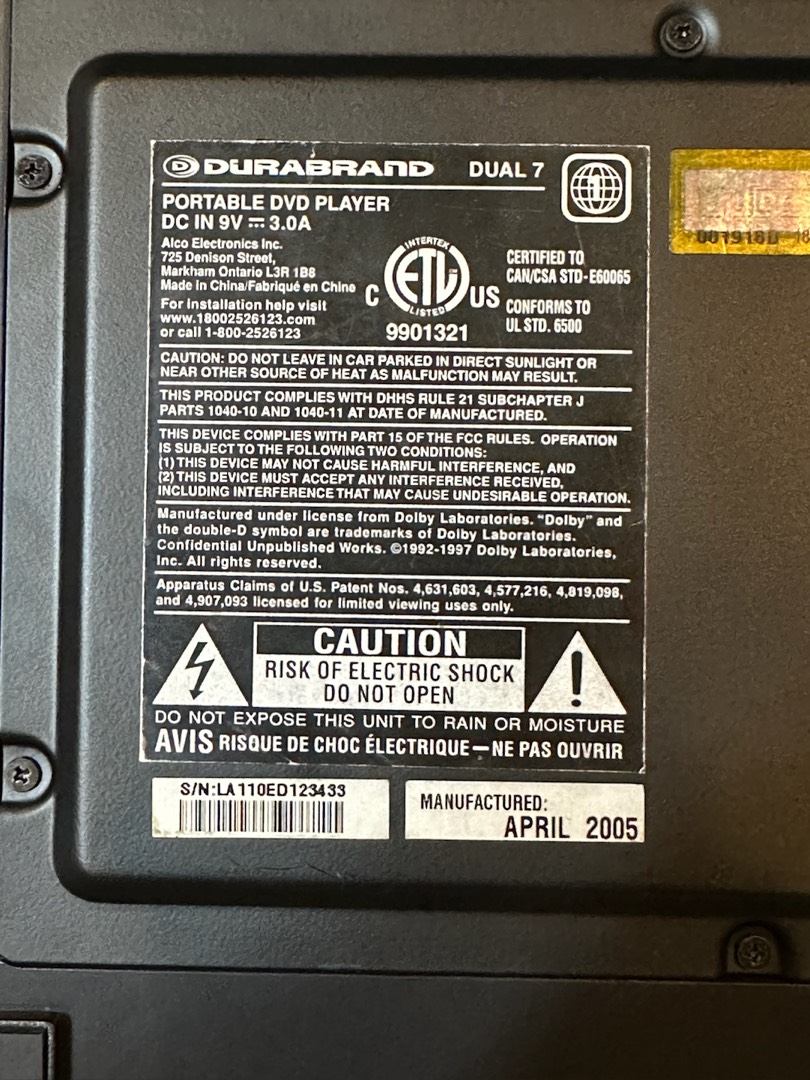 DURABRAND DUAL 7
1
PORTABLE DVD PLAYER
DC IN 9V ⎓ 3.0A
Alco Electronics Inc.
725 Denison Street,
Markham Ontario L3R 1B8
Made in China/Fabriqué en Chine
For installation help visit
www.18002526123.com
or call 1-800-2526123
INTERTEK
C ETL US
LISTED
9901321
CERTIFIED TO
CAN/CSA STD-E60065
CONFORMS TO
UL STD. 6500
CAUTION: DO NOT LEAVE IN CAR PARKED IN DIRECT SUNLIGHT OR
NEAR OTHER SOURCE OF HEAT AS MALFUNCTION MAY RESULT.
THIS PRODUCT COMPLIES WITH DHHS RULE 21 SUBCHAPTER J
PARTS 1040-10 AND 1040-11 AT DATE OF MANUFACTURED.
THIS DEVICE COMPLIES WITH PART 15 OF THE FCC RULES. OPERATION
IS SUBJECT TO THE FOLLOWING TWO CONDITIONS:
(1) THIS DEVICE MAY NOT CAUSE HARMFUL INTERFERENCE, AND
(2) THIS DEVICE MUST ACCEPT ANY INTERFERENCE RECEIVED,
INCLUDING INTERFERENCE THAT MAY CAUSE UNDESIRABLE OPERATION.
Manufactured under license from Dolby Laboratories. "Dolby" and
the double-D symbol are trademarks of Dolby Laboratories.
Confidential Unpublished Works. ©1992-1997 Dolby Laboratories,
Inc. All rights reserved.
Apparatus Claims of U.S. Patent Nos. 4,631,603, 4,577,216, 4,819,098,
and 4,907,093 licensed for limited viewing uses only.
CAUTION
RISK OF ELECTRIC SHOCK
DO NOT OPEN
!
DO NOT EXPOSE THIS UNIT TO RAIN OR MOISTURE
AVIS RISQUE DE CHOC ÉLECTRIQUE—NE PAS OUVRIR
S/N:LA110ED123433
MANUFACTURED:
APRIL 2005